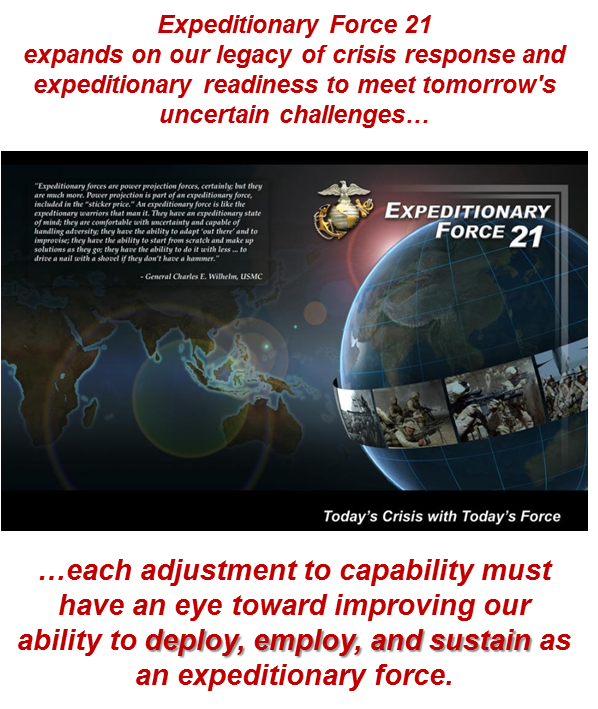 Expeditionary Force 21
expands on our legacy of crisis response and
expeditionary readiness to meet tomorrow's
uncertain challenges…
"Expeditionary forces are power projection forces, certainly; but they
are much more. Power projection is part of an expeditionary force,
included in the "sticker price." An expeditionary force is like the
expeditionary warriors that man it. They have an expeditionary state
of mind; they are comfortable with uncertainty and capable of
handling adversity; they have the ability to adapt 'out there' and to
improvise; they have the ability to start from scratch and make up
solutions as they go; they have the ability to do it with less ... to
drive a nail with a shovel if they don't have a hammer."
- General Charles E. Wilhelm, USMC
EXPEDITIONARY
FORCE 21
Today's Crisis with Today's Force
…each adjustment to capability must
have an eye toward improving our
ability to deploy, employ, and sustain as
an expeditionary force.